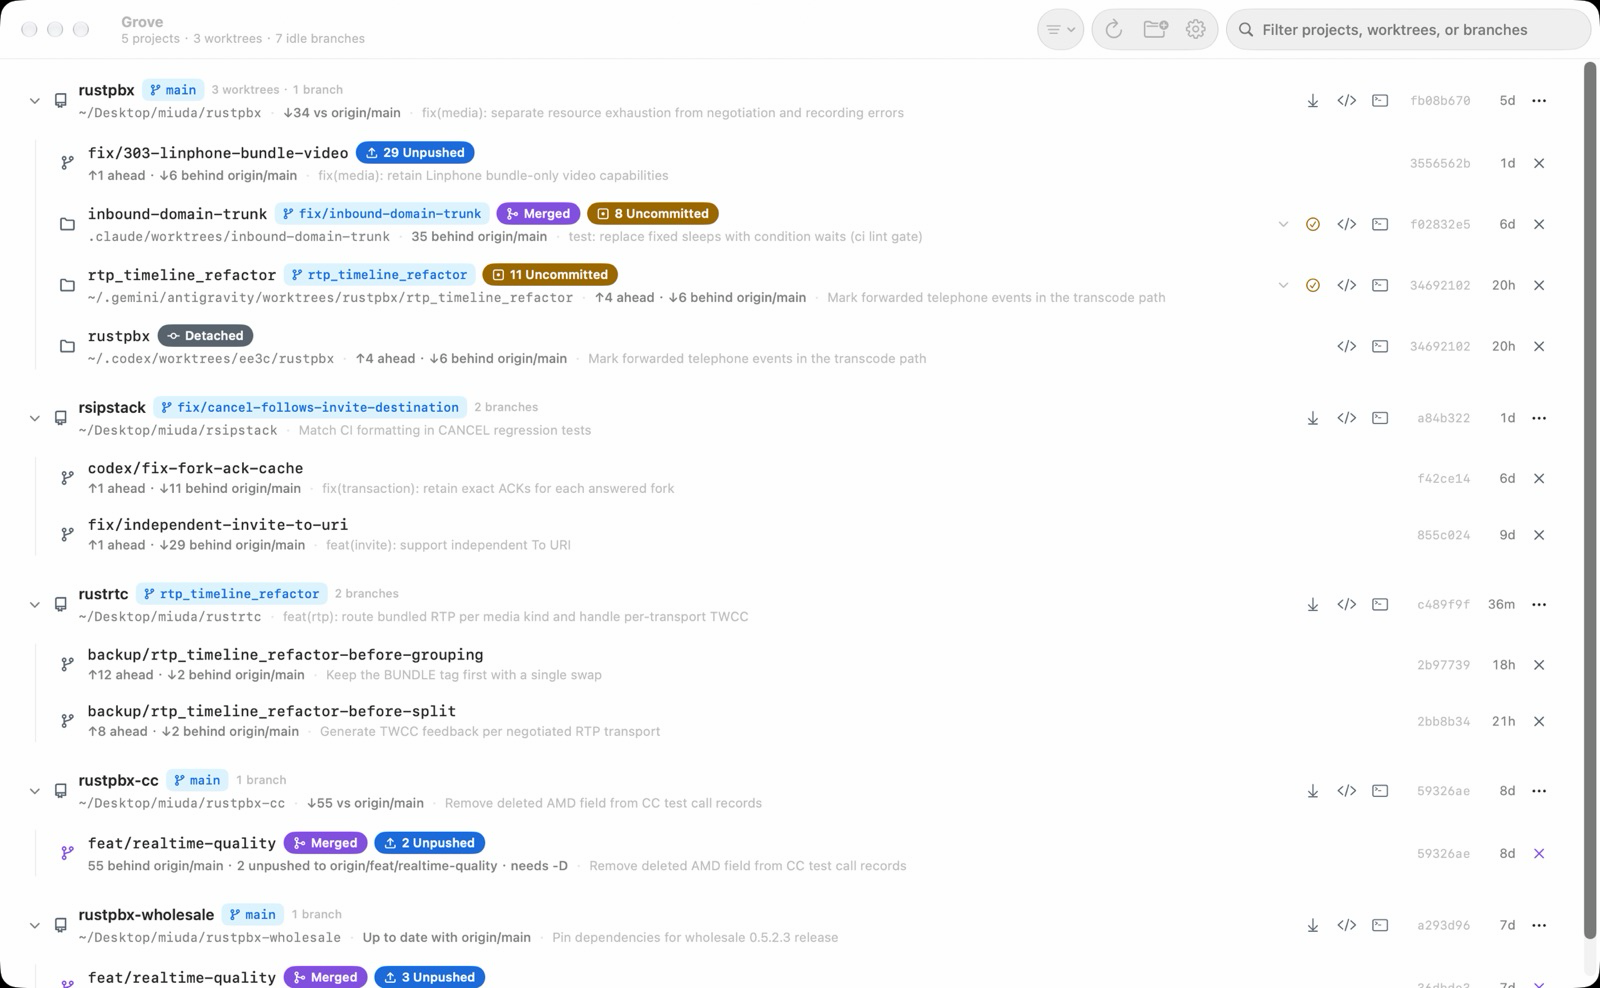 Grove
5 projects · 3 worktrees · 7 idle branches
Filter projects, worktrees, or branches
rustpbx main 3 worktrees · 1 branch
~/Desktop/miuda/rustpbx · ↓34 vs origin/main · fix(media): separate resource exhaustion from negotiation and recording errors fb08b670 5d
fix/303-linphone-bundle-video 29 Unpushed
↑1 ahead · ↓6 behind origin/main · fix(media): retain Linphone bundle-only video capabilities 3556562b 1d
inbound-domain-trunk fix/inbound-domain-trunk Merged 8 Uncommitted
.claude/worktrees/inbound-domain-trunk · 35 behind origin/main · test: replace fixed sleeps with condition waits (ci lint gate) f02832e5 6d
rtp_timeline_refactor rtp_timeline_refactor 11 Uncommitted
~/.gemini/antigravity/worktrees/rustpbx/rtp_timeline_refactor · ↑4 ahead · ↓6 behind origin/main · Mark forwarded telephone events in the transcode path 34692102 20h
rustpbx Detached
~/.codex/worktrees/ee3c/rustpbx · ↑4 ahead · ↓6 behind origin/main · Mark forwarded telephone events in the transcode path 34692102 20h
rsipstack fix/cancel-follows-invite-destination 2 branches
~/Desktop/miuda/rsipstack · Match CI formatting in CANCEL regression tests a84b322 1d
codex/fix-fork-ack-cache
↑1 ahead · ↓11 behind origin/main · fix(transaction): retain exact ACKs for each answered fork f42ce14 6d
fix/independent-invite-to-uri
↑1 ahead · ↓29 behind origin/main · feat(invite): support independent To URI 855c024 9d
rustrtc rtp_timeline_refactor 2 branches
~/Desktop/miuda/rustrtc · feat(rtp): route bundled RTP per media kind and handle per-transport TWCC c489f9f 36m
backup/rtp_timeline_refactor-before-grouping
↑12 ahead · ↓2 behind origin/main · Keep the BUNDLE tag first with a single swap 2b97739 18h
backup/rtp_timeline_refactor-before-split
↑8 ahead · ↓2 behind origin/main · Generate TWCC feedback per negotiated RTP transport 2bb8b34 21h
rustpbx-cc main 1 branch
~/Desktop/miuda/rustpbx-cc · ↓55 vs origin/main · Remove deleted AMD field from CC test call records 59326ae 8d
feat/realtime-quality Merged 2 Unpushed
55 behind origin/main · 2 unpushed to origin/feat/realtime-quality · needs -D · Remove deleted AMD field from CC test call records 59326ae 8d
rustpbx-wholesale main 1 branch
~/Desktop/miuda/rustpbx-wholesale · Up to date with origin/main · Pin dependencies for wholesale 0.5.2.3 release a293d96 7d
feat/realtime-quality Merged 3 Unpushed
7d